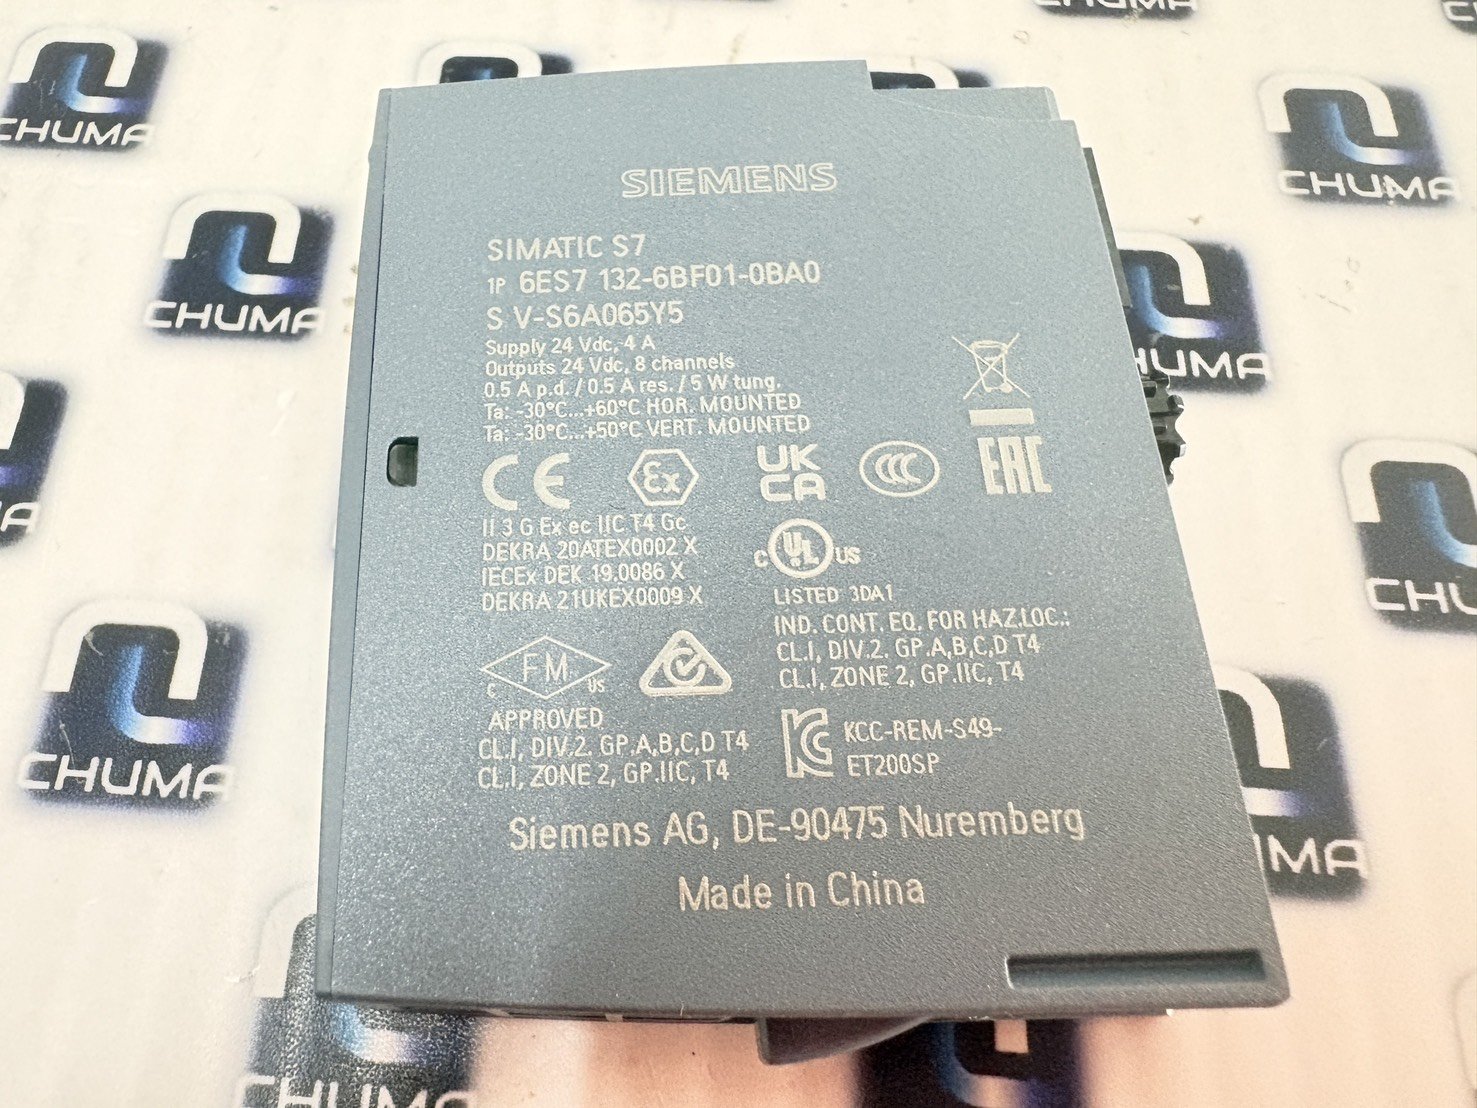 SIEMENS
SIMATIC S7
1P 6ES7 132-6BF01-0BA0
S V-S6A065Y5
Supply 24 Vdc, 4 A
Outputs 24 Vdc, 8 channels
0.5 A p.d. / 0.5 A res. / 5 W tung.
Ta: -30°C...+60°C HOR. MOUNTED
Ta: -30°C...+50°C VERT. MOUNTED
CE Ex UK CA CCC EAC
II 3 G Ex ec IIC T4 Gc
DEKRA 20ATEX0002 X
IECEx DEK 19.0086 X
DEKRA 21UKEX0009 X
C UL US
LISTED 3DA1
IND. CONT. EQ. FOR HAZ.LOC.:
CL.I, DIV.2. GP.A,B,C,D T4
CL.I, ZONE 2, GP.IIC, T4
C FM US
APPROVED
CL.I, DIV.2. GP.A,B,C,D T4
CL.I, ZONE 2, GP.IIC, T4
KCC-REM-S49-
ET200SP
Siemens AG, DE-90475 Nuremberg
Made in China
CHUMA
CHUMA
CHUMA
HUMA
CHUMA
CHU
UMA
CHUMA